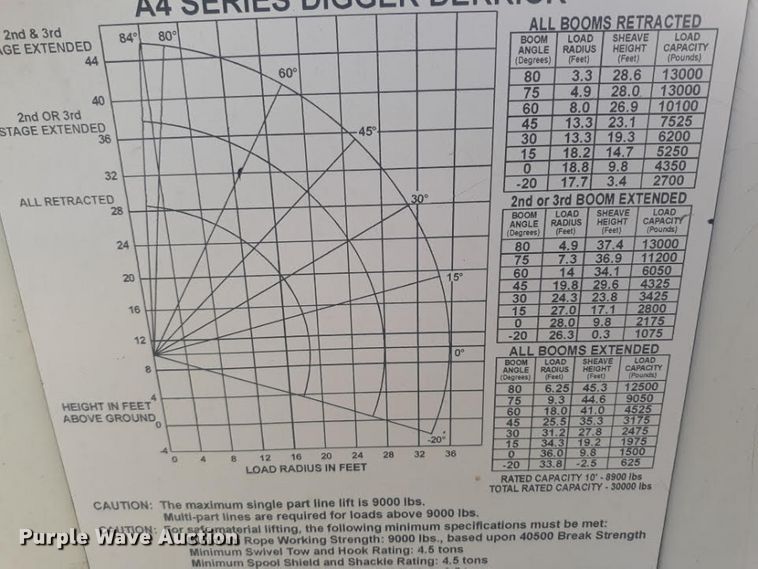 A4 SERIES DIGGER DERRICK
2nd & 3rd
AGE EXTENDED
84° 80°
44
60°
40
2nd OR 3rd
STAGE EXTENDED
36
45°
32
ALL RETRACTED
28
30°
24
20
15°
16
12
0°
8
4
HEIGHT IN FEET
ABOVE GROUND
0
-20°
-4
0 4 8 12 16 20 24 28 32 36
LOAD RADIUS IN FEET
ALL BOOMS RETRACTED
BOOM ANGLE (Degrees) LOAD RADIUS (Feet) SHEAVE HEIGHT (Feet) LOAD CAPACITY (Pounds)
80 3.3 28.6 13000
75 4.9 28.0 13000
60 8.0 26.9 10100
45 13.3 23.1 7525
30 13.3 19.3 6200
15 18.2 14.7 5250
0 18.8 9.8 4350
-20 17.7 3.4 2700
2nd or 3rd BOOM EXTENDED
BOOM ANGLE (Degrees) LOAD RADIUS (Feet) SHEAVE HEIGHT (Feet) LOAD CAPACITY (Pounds)
80 4.9 37.4 13000
75 7.3 36.9 11200
60 14 34.1 6050
45 19.8 29.6 4325
30 24.3 23.8 3425
15 27.0 17.1 2800
0 28.0 9.8 2175
-20 26.3 0.3 1075
ALL BOOMS EXTENDED
BOOM ANGLE (Degrees) LOAD RADIUS (Feet) SHEAVE HEIGHT (Feet) LOAD CAPACITY (Pounds)
80 6.25 45.3 12500
75 9.3 44.6 9050
60 18.0 41.0 4525
45 25.5 35.3 3175
30 31.2 27.8 2475
15 34.3 19.2 1975
0 36.0 9.8 1500
-20 33.8 -2.5 625
RATED CAPACITY 10' - 8900 lbs
TOTAL RATED CAPACITY - 30000 lbs
CAUTION: The maximum single part line lift is 9000 lbs.
Multi-part lines are required for loads above 9000 lbs.
CAUTION: For safe material lifting, the following minimum specifications must be met:
Rope Working Strength: 9000 lbs., based upon 40500 Break Strength
Minimum Swivel Tow and Hook Rating: 4.5 tons
Minimum Spool Shield and Shackle Rating: 4.5 tons
Purple Wave Auction